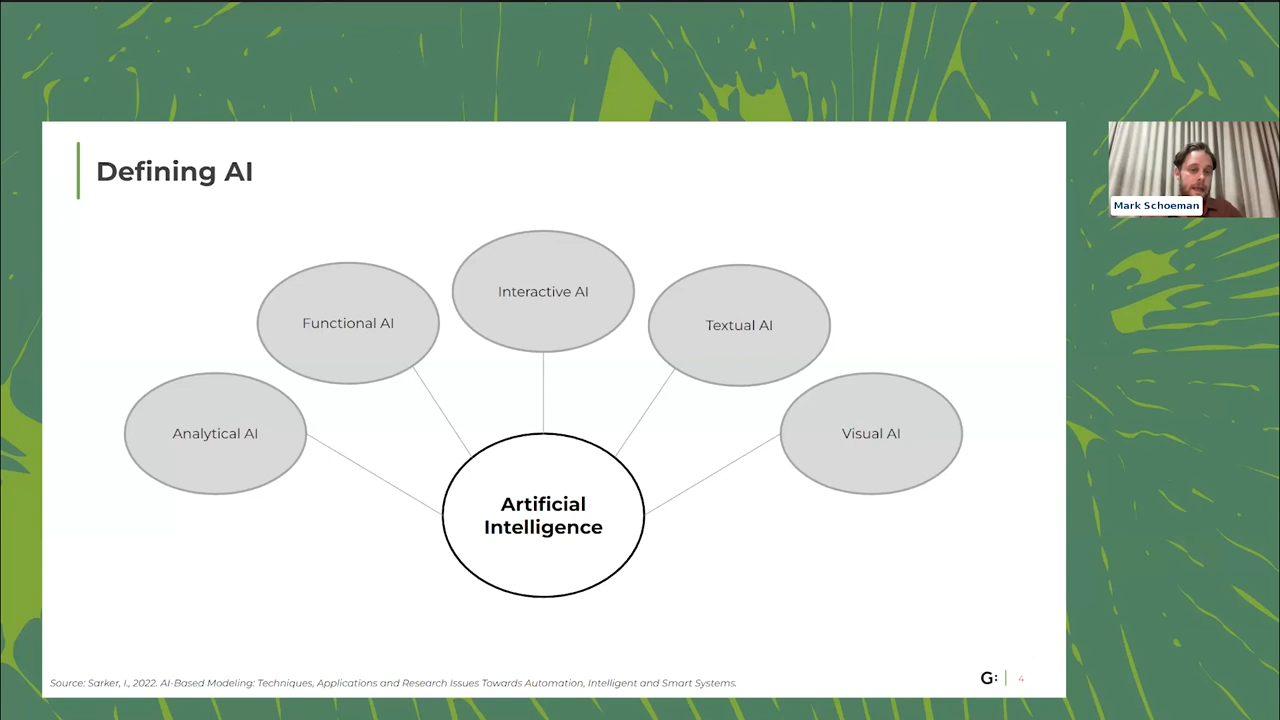 Defining AI
Interactive AI
Functional AI
Textual AI
Analytical AI
Visual AI
Artificial
Intelligence
Mark Schoeman
Source: Sarker, I., 2022. AI-Based Modeling: Techniques, Applications and Research Issues Towards Automation, Intelligent and Smart Systems.
G:
4